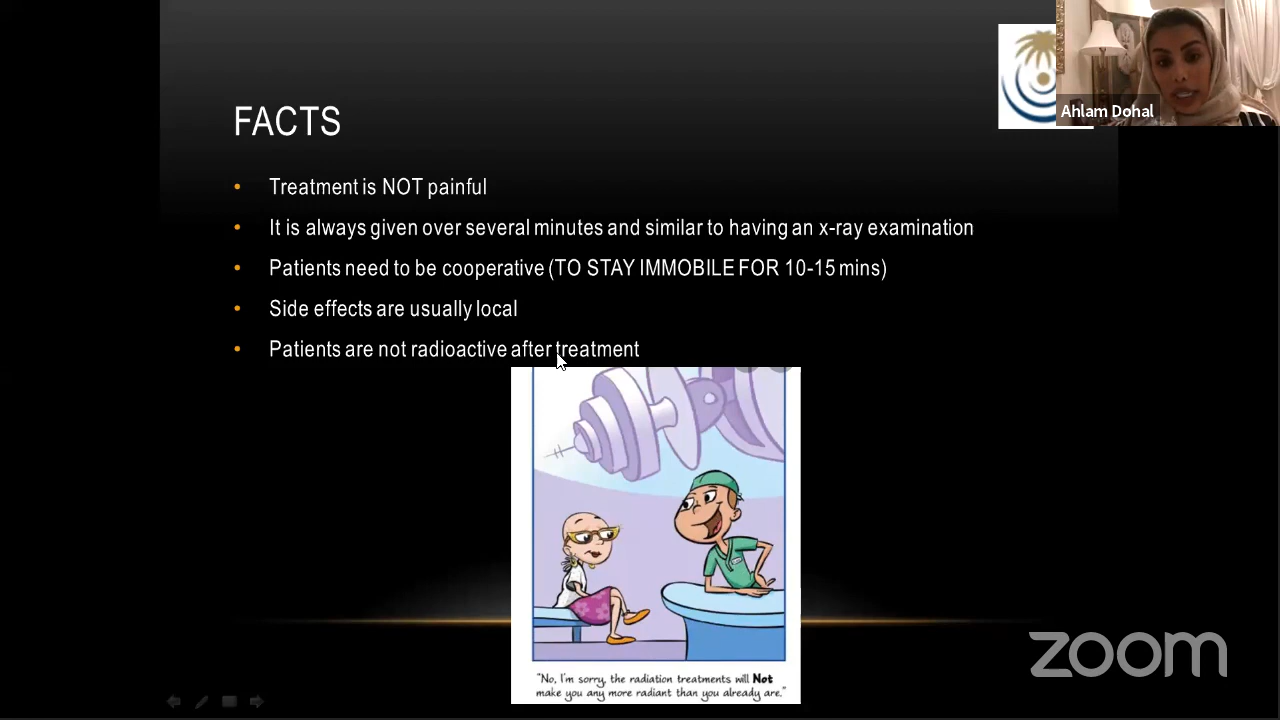 Ahlam Dohal
FACTS
• Treatment is NOT painful
• It is always given over several minutes and similar to having an x-ray examination
• Patients need to be cooperative (TO STAY IMMOBILE FOR 10-15 mins)
• Side effects are usually local
• Patients are not radioactive after treatment
"No, I'm sorry, the radiation treatments will Not
make you any more radiant than you already are."
zoom